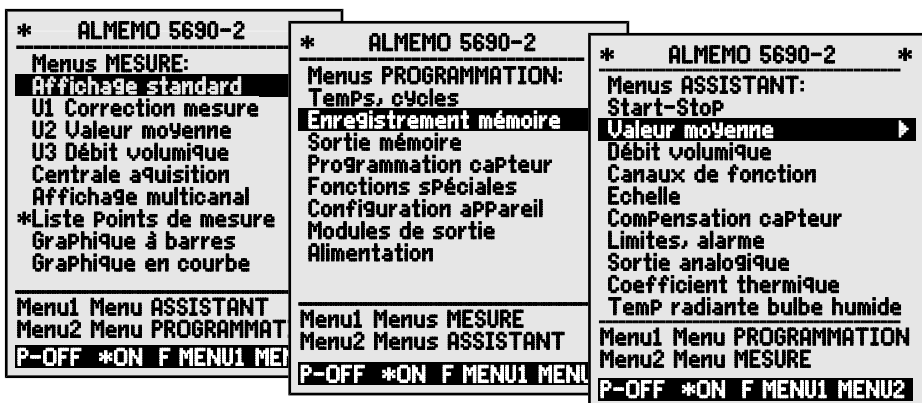 * ALMEMO 5690-2
Menus MESURE:
Affichage standard
U1 Correction mesure
U2 Valeur moyenne
U3 Débit volumique
Centrale aquisition
Affichage multicanal
*Liste points de mesure
Graphique á barres
Graphique en courbe
Menu1 Menu ASSISTANT
Menu2 Menu PROGRAMMAT
P-OFF *ON F MENU1 MEN
* ALMEMO 5690-2
Menus PROGRAMMATION:
Temps, cycles
Enregistrement mémoire
Sortie mémoire
Programmation capteur
Fonctions spéciales
Configuration appareil
Modules de sortie
Alimentation
Menu1 Menus MESURE
Menu2 Menus ASSISTANT
P-OFF *ON F MENU1 MENU
* ALMEMO 5690-2 *
Menus ASSISTANT:
Start-Stop
Valeur moyenne ▶
Débit volumique
Canaux de fonction
Echelle
Compensation capteur
Limites, alarme
Sortie analogique
Coefficient thermique
Temp radiante bulbe humide
Menu1 Menu PROGRAMMATION
Menu2 Menu MESURE
P-OFF *ON F MENU1 MENU2